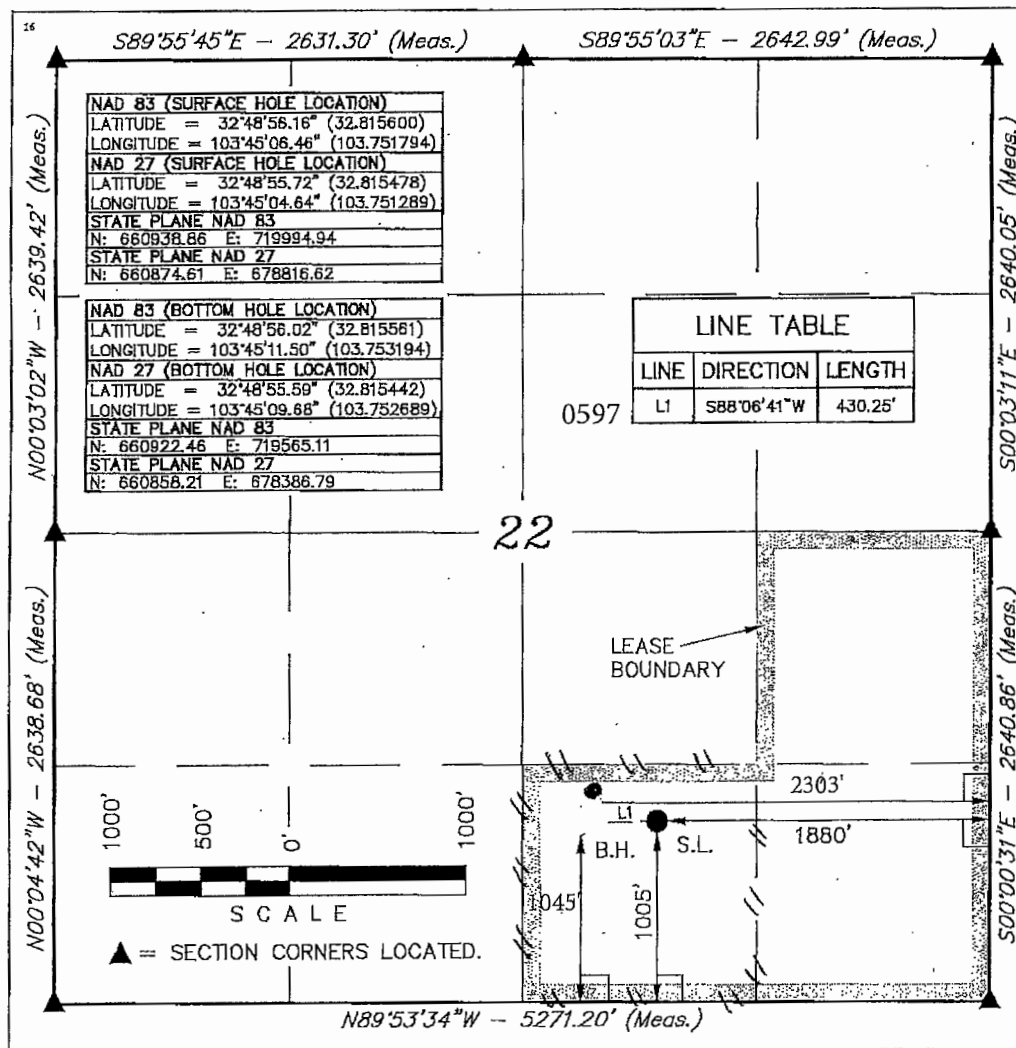 16
S89°55'45"E – 2631.30' (Meas.)
S89°55'03"E – 2642.99' (Meas.)
N00°03'02"W – 2639.42' (Meas.)
NAD 83 (SURFACE HOLE LOCATION)
LATITUDE = 32°48'56.16" (32.815600)
LONGITUDE = 103°45'06.46" (103.751794)
NAD 27 (SURFACE HOLE LOCATION)
LATITUDE = 32°48'55.72" (32.815478)
LONGITUDE = 103°45'04.64" (103.751289)
STATE PLANE NAD 83
N: 660938.86 E: 719994.94
STATE PLANE NAD 27
N: 660874.61 E: 678816.62
NAD 83 (BOTTOM HOLE LOCATION)
LATITUDE = 32°48'56.02" (32.815561)
LONGITUDE = 103°45'11.50" (103.753194)
NAD 27 (BOTTOM HOLE LOCATION)
LATITUDE = 32°48'55.59" (32.815442)
LONGITUDE = 103°45'09.68" (103.752689)
STATE PLANE NAD 83
N: 660922.46 E: 719565.11
STATE PLANE NAD 27
N: 660858.21 E: 678386.79
LINE TABLE
LINE DIRECTION LENGTH
L1 S88°06'41"W 430.25'
0597
S00°03'11"E – 2640.05' (Meas.)
22
N00°04'42"W – 2638.68' (Meas.)
LEASE
BOUNDARY
S00°00'31"E – 2640.86' (Meas.)
2303'
L1
1880'
B.H.
S.L.
1045'
1005'
1000'
500'
0'
1000'
SCALE
▲ = SECTION CORNERS LOCATED.
N89°53'34"W – 5271.20' (Meas.)